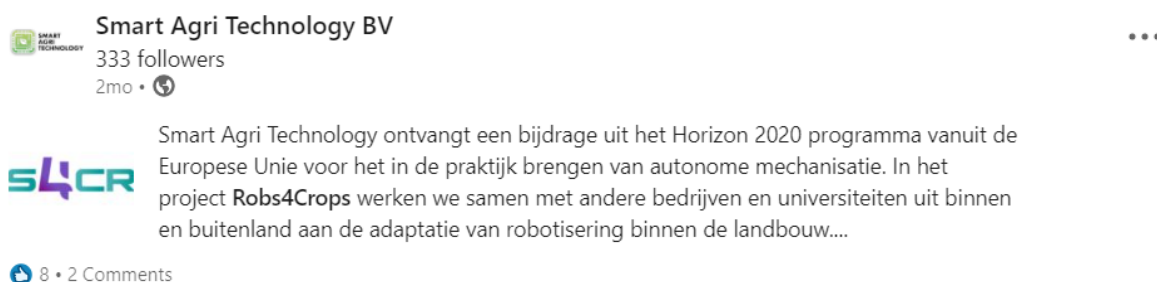 SMART
AGRI
TECHNOLOGY
Smart Agri Technology BV
333 followers
2mo •
S4CR
Smart Agri Technology ontvangt een bijdrage uit het Horizon 2020 programma vanuit de
Europese Unie voor het in de praktijk brengen van autonome mechanisatie. In het
project Robs4Crops werken we samen met andere bedrijven en universiteiten uit binnen
en buitenland aan de adaptatie van robotisering binnen de landbouw....
8 • 2 Comments